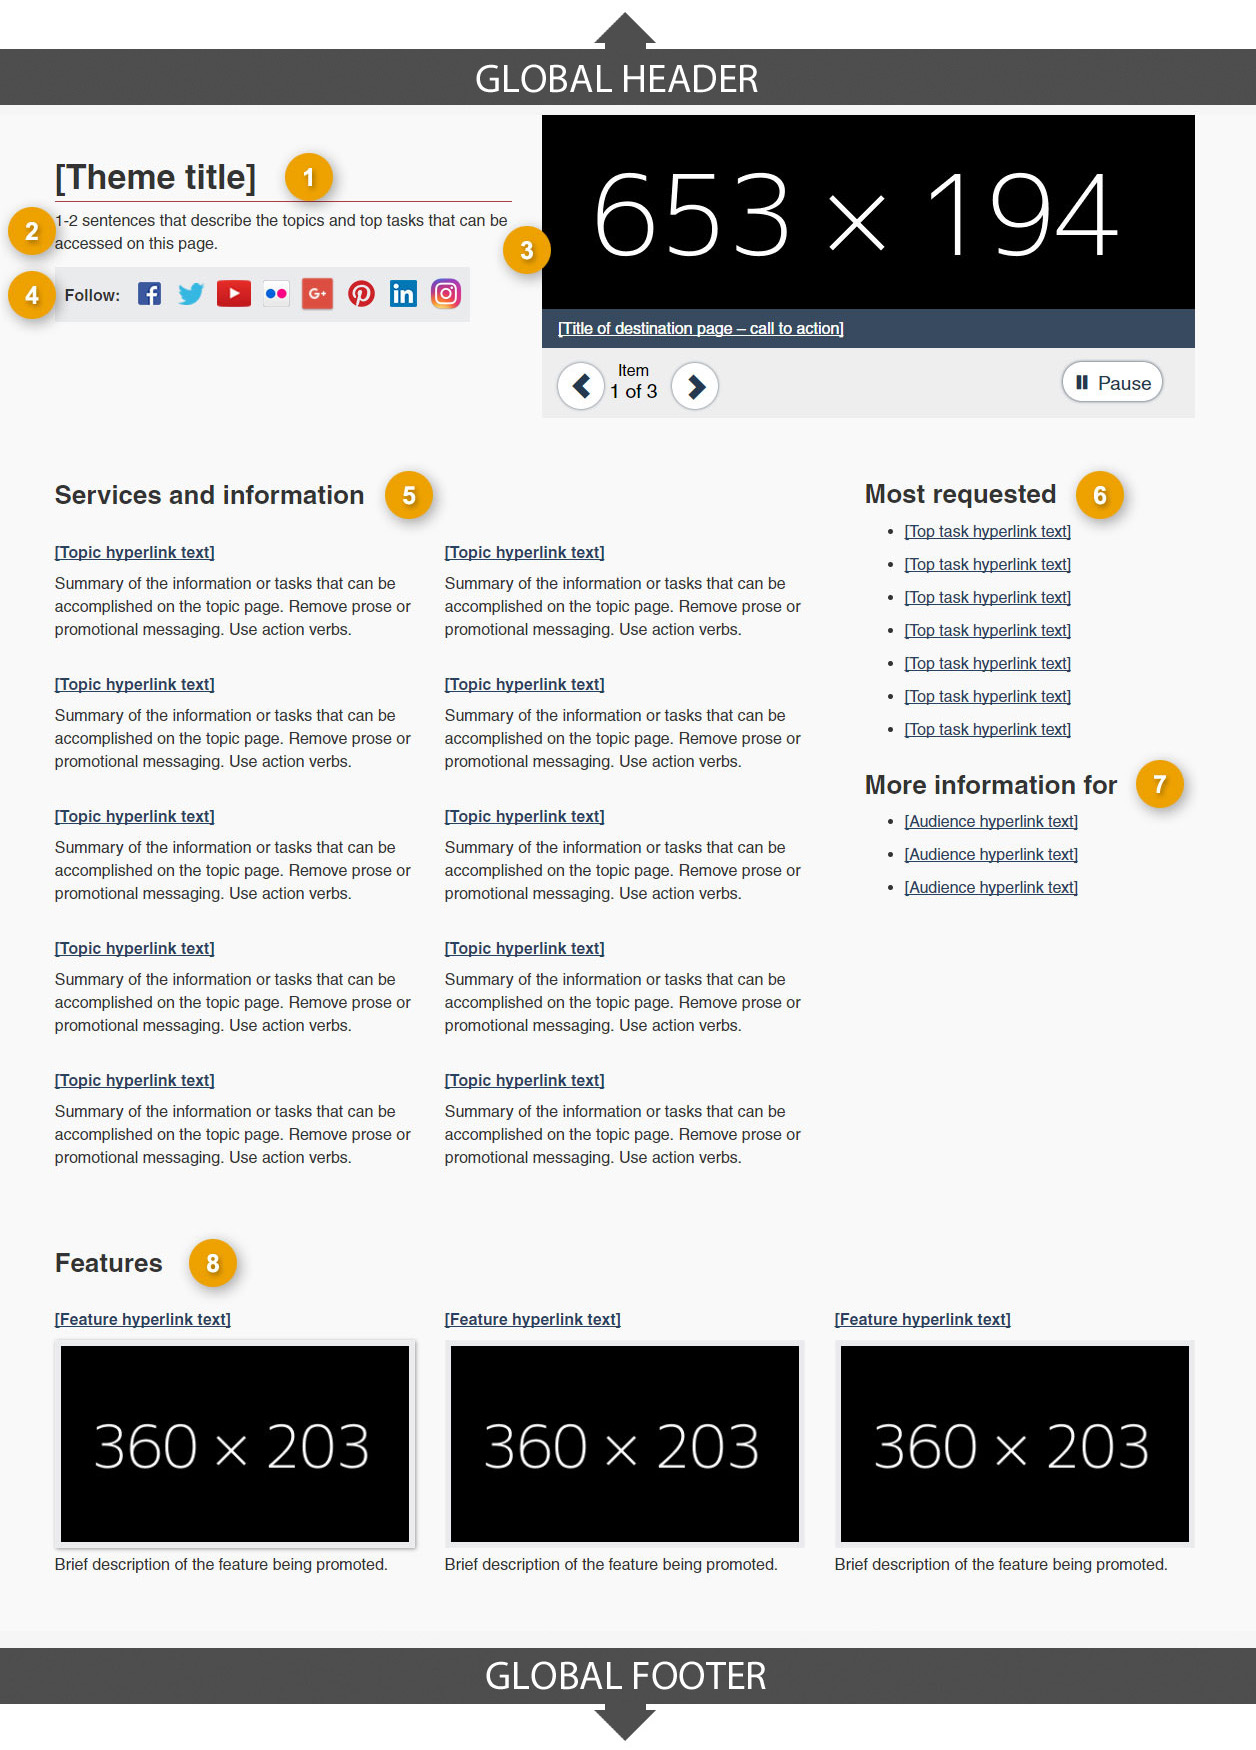 GLOBAL HEADER
[Theme title] 1
2 1-2 sentences that describe the topics and top tasks that can be
accessed on this page.
4 Follow:
G+
in
3
653 × 194
[Title of destination page – call to action]
Item
1 of 3
Pause
Services and information 5
[Topic hyperlink text]
Summary of the information or tasks that can be
accomplished on the topic page. Remove prose or
promotional messaging. Use action verbs.
[Topic hyperlink text]
Summary of the information or tasks that can be
accomplished on the topic page. Remove prose or
promotional messaging. Use action verbs.
[Topic hyperlink text]
Summary of the information or tasks that can be
accomplished on the topic page. Remove prose or
promotional messaging. Use action verbs.
[Topic hyperlink text]
Summary of the information or tasks that can be
accomplished on the topic page. Remove prose or
promotional messaging. Use action verbs.
[Topic hyperlink text]
Summary of the information or tasks that can be
accomplished on the topic page. Remove prose or
promotional messaging. Use action verbs.
[Topic hyperlink text]
Summary of the information or tasks that can be
accomplished on the topic page. Remove prose or
promotional messaging. Use action verbs.
[Topic hyperlink text]
Summary of the information or tasks that can be
accomplished on the topic page. Remove prose or
promotional messaging. Use action verbs.
[Topic hyperlink text]
Summary of the information or tasks that can be
accomplished on the topic page. Remove prose or
promotional messaging. Use action verbs.
[Topic hyperlink text]
Summary of the information or tasks that can be
accomplished on the topic page. Remove prose or
promotional messaging. Use action verbs.
[Topic hyperlink text]
Summary of the information or tasks that can be
accomplished on the topic page. Remove prose or
promotional messaging. Use action verbs.
Most requested 6
• [Top task hyperlink text]
• [Top task hyperlink text]
• [Top task hyperlink text]
• [Top task hyperlink text]
• [Top task hyperlink text]
• [Top task hyperlink text]
• [Top task hyperlink text]
More information for 7
• [Audience hyperlink text]
• [Audience hyperlink text]
• [Audience hyperlink text]
Features 8
[Feature hyperlink text]
360 × 203
Brief description of the feature being promoted.
[Feature hyperlink text]
360 × 203
Brief description of the feature being promoted.
[Feature hyperlink text]
360 × 203
Brief description of the feature being promoted.
GLOBAL FOOTER